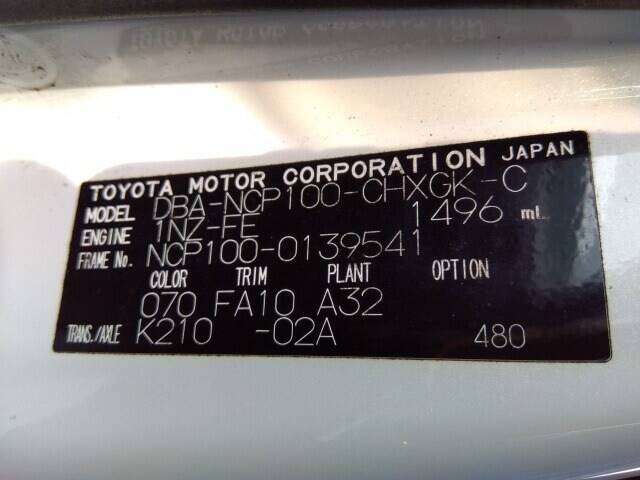 TOYOTA MOTOR CORPORATION JAPAN
MODEL DBA-NCP100-CHXGK-C
ENGINE 1NZ-FE 1496 mL
FRAME No. NCP100-0139541
COLOR TRIM PLANT OPTION
070 FA10 A32
TRANS./AXLE K210 -02A 480